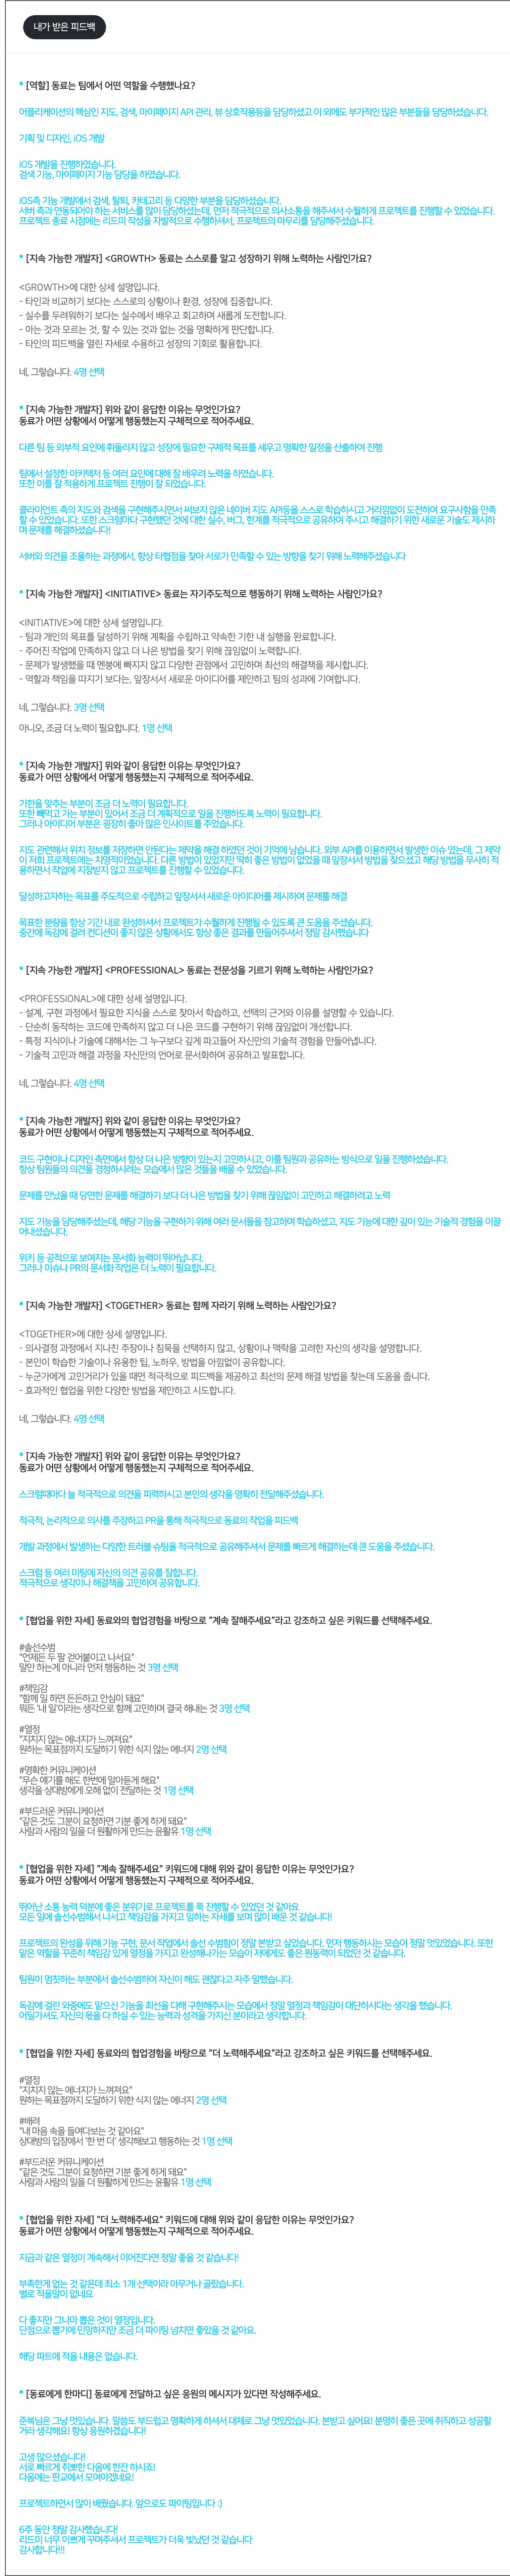 내가 받은 피드백
* [역할] 동료는 팀에서 어떤 역할을 수행했나요?
어플리케이션의 핵심인 지도, 검색, 마이페이지 API 관리, 뷰 상호작용등을 담당하셨고 이 외에도 부가적인 많은 부분들을 담당하셨습니다.
기획 및 디자인, iOS 개발
iOS 개발을 진행하였습니다.
검색 기능, 마이페이지 기능 담당을 하였습니다.
iOS측 기능 개발에서 검색, 탈퇴, 카테고리 등 다양한 부분을 담당하셨습니다.
서버 측과 연동되어야 하는 서비스를 많이 담당하셨는데, 먼저 적극적으로 의사소통을 해주셔서 수월하게 프로젝트를 진행할 수 있었습니다.
프로젝트 종료 시점에는 리드미 작성을 자발적으로 수행하셔서, 프로젝트의 마무리를 담당해주셨습니다.
* [지속 가능한 개발자] <GROWTH> 동료는 스스로를 알고 성장하기 위해 노력하는 사람인가요?
<GROWTH>에 대한 상세 설명입니다.
- 타인과 비교하기 보다는 스스로의 상황이나 환경, 성장에 집중합니다.
- 실수를 두려워하기 보다는 실수에서 배우고 회고하며 새롭게 도전합니다.
- 아는 것과 모르는 것, 할 수 있는 것과 없는 것을 명확하게 판단합니다.
- 타인의 피드백을 열린 자세로 수용하고 성장의 기회로 활용합니다.
네, 그렇습니다. 4명 선택
* [지속 가능한 개발자] 위와 같이 응답한 이유는 무엇인가요?
동료가 어떤 상황에서 어떻게 행동했는지 구체적으로 적어주세요.
다른 팀 등 외부적 요인에 휘둘리지 않고 성장에 필요한 구체적 목표를 세우고 명확한 일정을 산출하여 진행
팀에서 설정한 아키텍처 등 여러 요인에 대해 잘 배우려 노력을 하였습니다.
또한 이를 잘 적용하게 프로젝트 진행이 잘 되었습니다.
클라이언트 측의 지도와 검색을 구현해주시면서 써보지 않은 네이버 지도 API등을 스스로 학습하시고 거리낌없이 도전하여 요구사항을 만족
할 수 있었습니다. 또한 스크럼마다 구현했던 것에 대한 실수, 버그, 한계를 적극적으로 공유하여 주시고 해결하기 위한 새로운 기술도 제시하
며 문제를 해결하셨습니다!
서버와 의견을 조율하는 과정에서, 항상 타협점을 찾아 서로가 만족할 수 있는 방향을 찾기 위해 노력해주셨습니다
* [지속 가능한 개발자] <INITIATIVE> 동료는 자기주도적으로 행동하기 위해 노력하는 사람인가요?
<INITIATIVE>에 대한 상세 설명입니다.
- 팀과 개인의 목표를 달성하기 위해 계획을 수립하고 약속한 기한 내 실행을 완료합니다.
- 주어진 작업에 만족하지 않고 더 나은 방법을 찾기 위해 끊임없이 노력합니다.
- 문제가 발생했을 때 멘붕에 빠지지 않고 다양한 관점에서 고민하며 최선의 해결책을 제시합니다.
- 역할과 책임을 따지기 보다는, 앞장서서 새로운 아이디어를 제안하고 팀의 성과에 기여합니다.
네, 그렇습니다. 3명 선택
아니오, 조금 더 노력이 필요합니다. 1명 선택
* [지속 가능한 개발자] 위와 같이 응답한 이유는 무엇인가요?
동료가 어떤 상황에서 어떻게 행동했는지 구체적으로 적어주세요.
기한을 맞추는 부분이 조금 더 노력이 필요합니다.
또한 빼먹고 가는 부분이 있어서 조금 더 계획적으로 일을 진행하도록 노력이 필요합니다.
그러나 아이디어 부분은 굉장히 좋아 많은 인사이트를 주었습니다.
지도 관련해서 위치 정보를 저장하면 안된다는 제약을 해결 하였던 것이 기억에 남습니다. 외부 API를 이용하면서 발생한 이슈 였는데, 그 제약
이 저희 프로젝트에는 치명적이었습니다. 다른 방법이 있었지만 딱히 좋은 방법이 없었을 때 앞장서서 방법을 찾으셨고 해당 방법을 무사히 적
용하면서 작업에 지장받지 않고 프로젝트를 진행할 수 있었습니다.
달성하고자하는 목표를 주도적으로 수립하고 앞장서서 새로운 아이디어를 제시하여 문제를 해결
목표한 분량을 항상 기간 내로 완성하셔서 프로젝트가 수월하게 진행될 수 있도록 큰 도움을 주셨습니다.
중간에 독감에 걸려 컨디션이 좋지 않은 상황에서도 항상 좋은 결과를 만들어주셔서 정말 감사했습니다
* [지속 가능한 개발자] <PROFESSIONAL> 동료는 전문성을 기르기 위해 노력하는 사람인가요?
<PROFESSIONAL>에 대한 상세 설명입니다.
- 설계, 구현 과정에서 필요한 지식을 스스로 찾아서 학습하고, 선택의 근거와 이유를 설명할 수 있습니다.
- 단순히 동작하는 코드에 만족하지 않고 더 나은 코드를 구현하기 위해 끊임없이 개선합니다.
- 특정 지식이나 기술에 대해서는 그 누구보다 깊게 파고들어 자신만의 기술적 경험을 만들어냅니다.
- 기술적 고민과 해결 과정을 자신만의 언어로 문서화하여 공유하고 발표합니다.
네, 그렇습니다. 4명 선택
* [지속 가능한 개발자] 위와 같이 응답한 이유는 무엇인가요?
동료가 어떤 상황에서 어떻게 행동했는지 구체적으로 적어주세요.
코드 구현이나 디자인 측면에서 항상 더 나은 방향이 있는지 고민하시고, 이를 팀원과 공유하는 방식으로 일을 진행하셨습니다.
항상 팀원들의 의견을 경청하시려는 모습에서 많은 것들을 배울 수 있었습니다.
문제를 만났을 때 당연한 문제를 해결하기 보다 더 나은 방법을 찾기 위해 끊임없이 고민하고 해결하려고 노력
지도 기능을 담당해주셨는데, 해당 기능을 구현하기 위해 여러 문서들을 참고하며 학습하셨고, 지도 기능에 대한 깊이 있는 기술적 경험을 이끌
어내셨습니다.
위키 등 공적으로 보여지는 문서화 능력이 뛰어납니다.
그러나 이슈나 PR의 문서화 작업은 더 노력이 필요합니다.
* [지속 가능한 개발자] <TOGETHER> 동료는 함께 자라기 위해 노력하는 사람인가요?
<TOGETHER>에 대한 상세 설명입니다.
- 의사결정 과정에서 지나친 주장이나 침묵을 선택하지 않고, 상황이나 맥락을 고려한 자신의 생각을 설명합니다.
- 본인이 학습한 기술이나 유용한 팁, 노하우, 방법을 아낌없이 공유합니다.
- 누군가에게 고민거리가 있을 때면 적극적으로 피드백을 제공하고 최선의 문제 해결 방법을 찾는데 도움을 줍니다.
- 효과적인 협업을 위한 다양한 방법을 제안하고 시도합니다.
네, 그렇습니다. 4명 선택
* [지속 가능한 개발자] 위와 같이 응답한 이유는 무엇인가요?
동료가 어떤 상황에서 어떻게 행동했는지 구체적으로 적어주세요.
스크럼때마다 늘 적극적으로 의견을 피력하시고 본인의 생각을 명확히 전달해주셨습니다.
적극적, 논리적으로 의사를 주장하고 PR을 통해 적극적으로 동료의 작업을 피드백
개발 과정에서 발생하는 다양한 트러블 슈팅을 적극적으로 공유해주셔서 문제를 빠르게 해결하는데 큰 도움을 주셨습니다.
스크럼 등 여러 미팅에 자신의 의견 공유를 잘합니다.
적극적으로 생각이나 해결책을 고민하여 공유합니다.
* [협업을 위한 자세] 동료와의 협업경험을 바탕으로 "계속 잘해주세요"라고 강조하고 싶은 키워드를 선택해주세요.
#솔선수범
"언제든 두 팔 걷어붙이고 나서요"
말만 하는게 아니라 먼저 행동하는 것 3명 선택
#책임감
"함께 일 하면 든든하고 안심이 돼요"
뭐든 '내 일'이라는 생각으로 함께 고민하며 결국 해내는 것 3명 선택
#열정
"지치지 않는 에너지가 느껴져요"
원하는 목표점까지 도달하기 위한 식지 않는 에너지 2명 선택
#명확한 커뮤니케이션
"무슨 얘기를 해도 한번에 알아듣게 해요"
생각을 상대방에게 오해 없이 전달하는 것 1명 선택
#부드러운 커뮤니케이션
"같은 것도 그분이 요청하면 기분 좋게 하게 돼요"
사람과 사람의 일을 더 원활하게 만드는 윤활유 1명 선택
* [협업을 위한 자세] "계속 잘해주세요" 키워드에 대해 위와 같이 응답한 이유는 무엇인가요?
동료가 어떤 상황에서 어떻게 행동했는지 구체적으로 적어주세요.
뛰어난 소통 능력 덕분에 좋은 분위기로 프로젝트를 쭉 진행할 수 있었던 것 같아요
모든 일에 솔선수범해서 나서고 책임감을 가지고 임하는 자세를 보며 많이 배운 것 같습니다!
프로젝트의 완성을 위해 기능 구현, 문서 작업에서 솔선 수범함이 정말 본받고 싶었습니다. 먼저 행동하시는 모습이 정말 멋있었습니다. 또한
맡은 역할을 꾸준히 책임감 있게 열정을 가지고 완성해나가는 모습이 저에게도 좋은 원동력이 되었던 것 같습니다.
팀원이 멈칫하는 부분에서 솔선수범하여 자신이 해도 괜찮다고 자주 말했습니다.
독감에 걸린 와중에도 맡으신 기능을 최선을 다해 구현해주시는 모습에서 정말 열정과 책임감이 대단하시다는 생각을 했습니다.
어딜가셔도 자신의 몫을 다 하실 수 있는 능력과 성격을 가지신 분이라고 생각합니다.
* [협업을 위한 자세] 동료와의 협업경험을 바탕으로 "더 노력해주세요"라고 강조하고 싶은 키워드를 선택해주세요.
#열정
"지치지 않는 에너지가 느껴져요"
원하는 목표점까지 도달하기 위한 식지 않는 에너지 2명 선택
#배려
"내 마음 속을 들여다보는 것 같아요"
상대방의 입장에서 '한 번 더' 생각해보고 행동하는 것 1명 선택
#부드러운 커뮤니케이션
"같은 것도 그분이 요청하면 기분 좋게 하게 돼요"
사람과 사람의 일을 더 원활하게 만드는 윤활유 1명 선택
* [협업을 위한 자세] "더 노력해주세요" 키워드에 대해 위와 같이 응답한 이유는 무엇인가요?
동료가 어떤 상황에서 어떻게 행동했는지 구체적으로 적어주세요.
지금과 같은 열정이 계속해서 이어진다면 정말 좋을 것 같습니다!
부족한게 없는 것 같은데 최소 1개 선택이라 아무거나 골랐습니다.
별로 적을말이 없네요
다 좋지만 그나마 뽑은 것이 열정입니다.
단점으로 뽑기에 민망하지만 조금 더 파이팅 넘치면 좋았을 것 같아요.
해당 파트에 적을 내용은 없습니다.
* [동료에게 한마디] 동료에게 전달하고 싶은 응원의 메시지가 있다면 작성해주세요.
준복님은 그냥 멋있습니다. 말씀도 부드럽고 명확하게 하셔서 대체로 그냥 멋있었습니다. 본받고 싶어요! 분명히 좋은 곳에 취직하고 성공할
거라 생각해요! 항상 응원하겠습니다!
고생 많으셨습니다!
서로 빠르게 취뽀한 다음에 한잔 하시죠!
다음에는 판교에서 모여야겠네요!
프로젝트하면서 많이 배웠습니다. 앞으로도 파이팅입니다 :)
6주 동안 정말 감사했습니다!
리드미 너무 이쁘게 꾸며주셔서 프로젝트가 더욱 빛났던 것 같습니다
감사합니다!!!